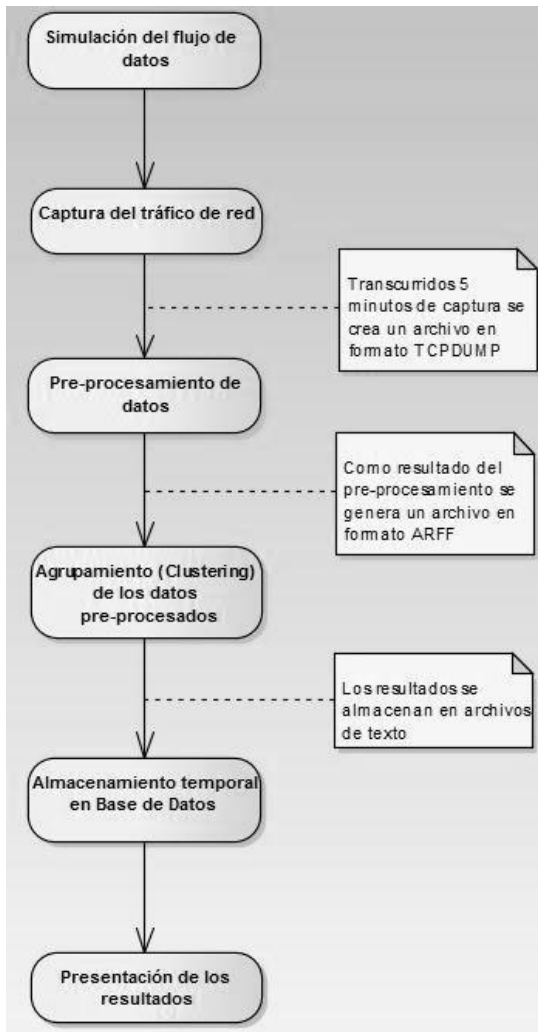 Simulación del flujo de
datos
Captura del tráfico de red
Transcurridos 5
minutos de captura se
crea un archivo en
formato TCPDUMP
Pre-procesamiento de
datos
Como resultado del
pre-procesamiento se
genera un archivo en
formato ARFF
Agrupamiento (Clustering)
de los datos
pre-procesados
Los resultados se
almacenan en archivos
de texto
Almacenamiento temporal
en Base de Datos
Presentación de los
resultados